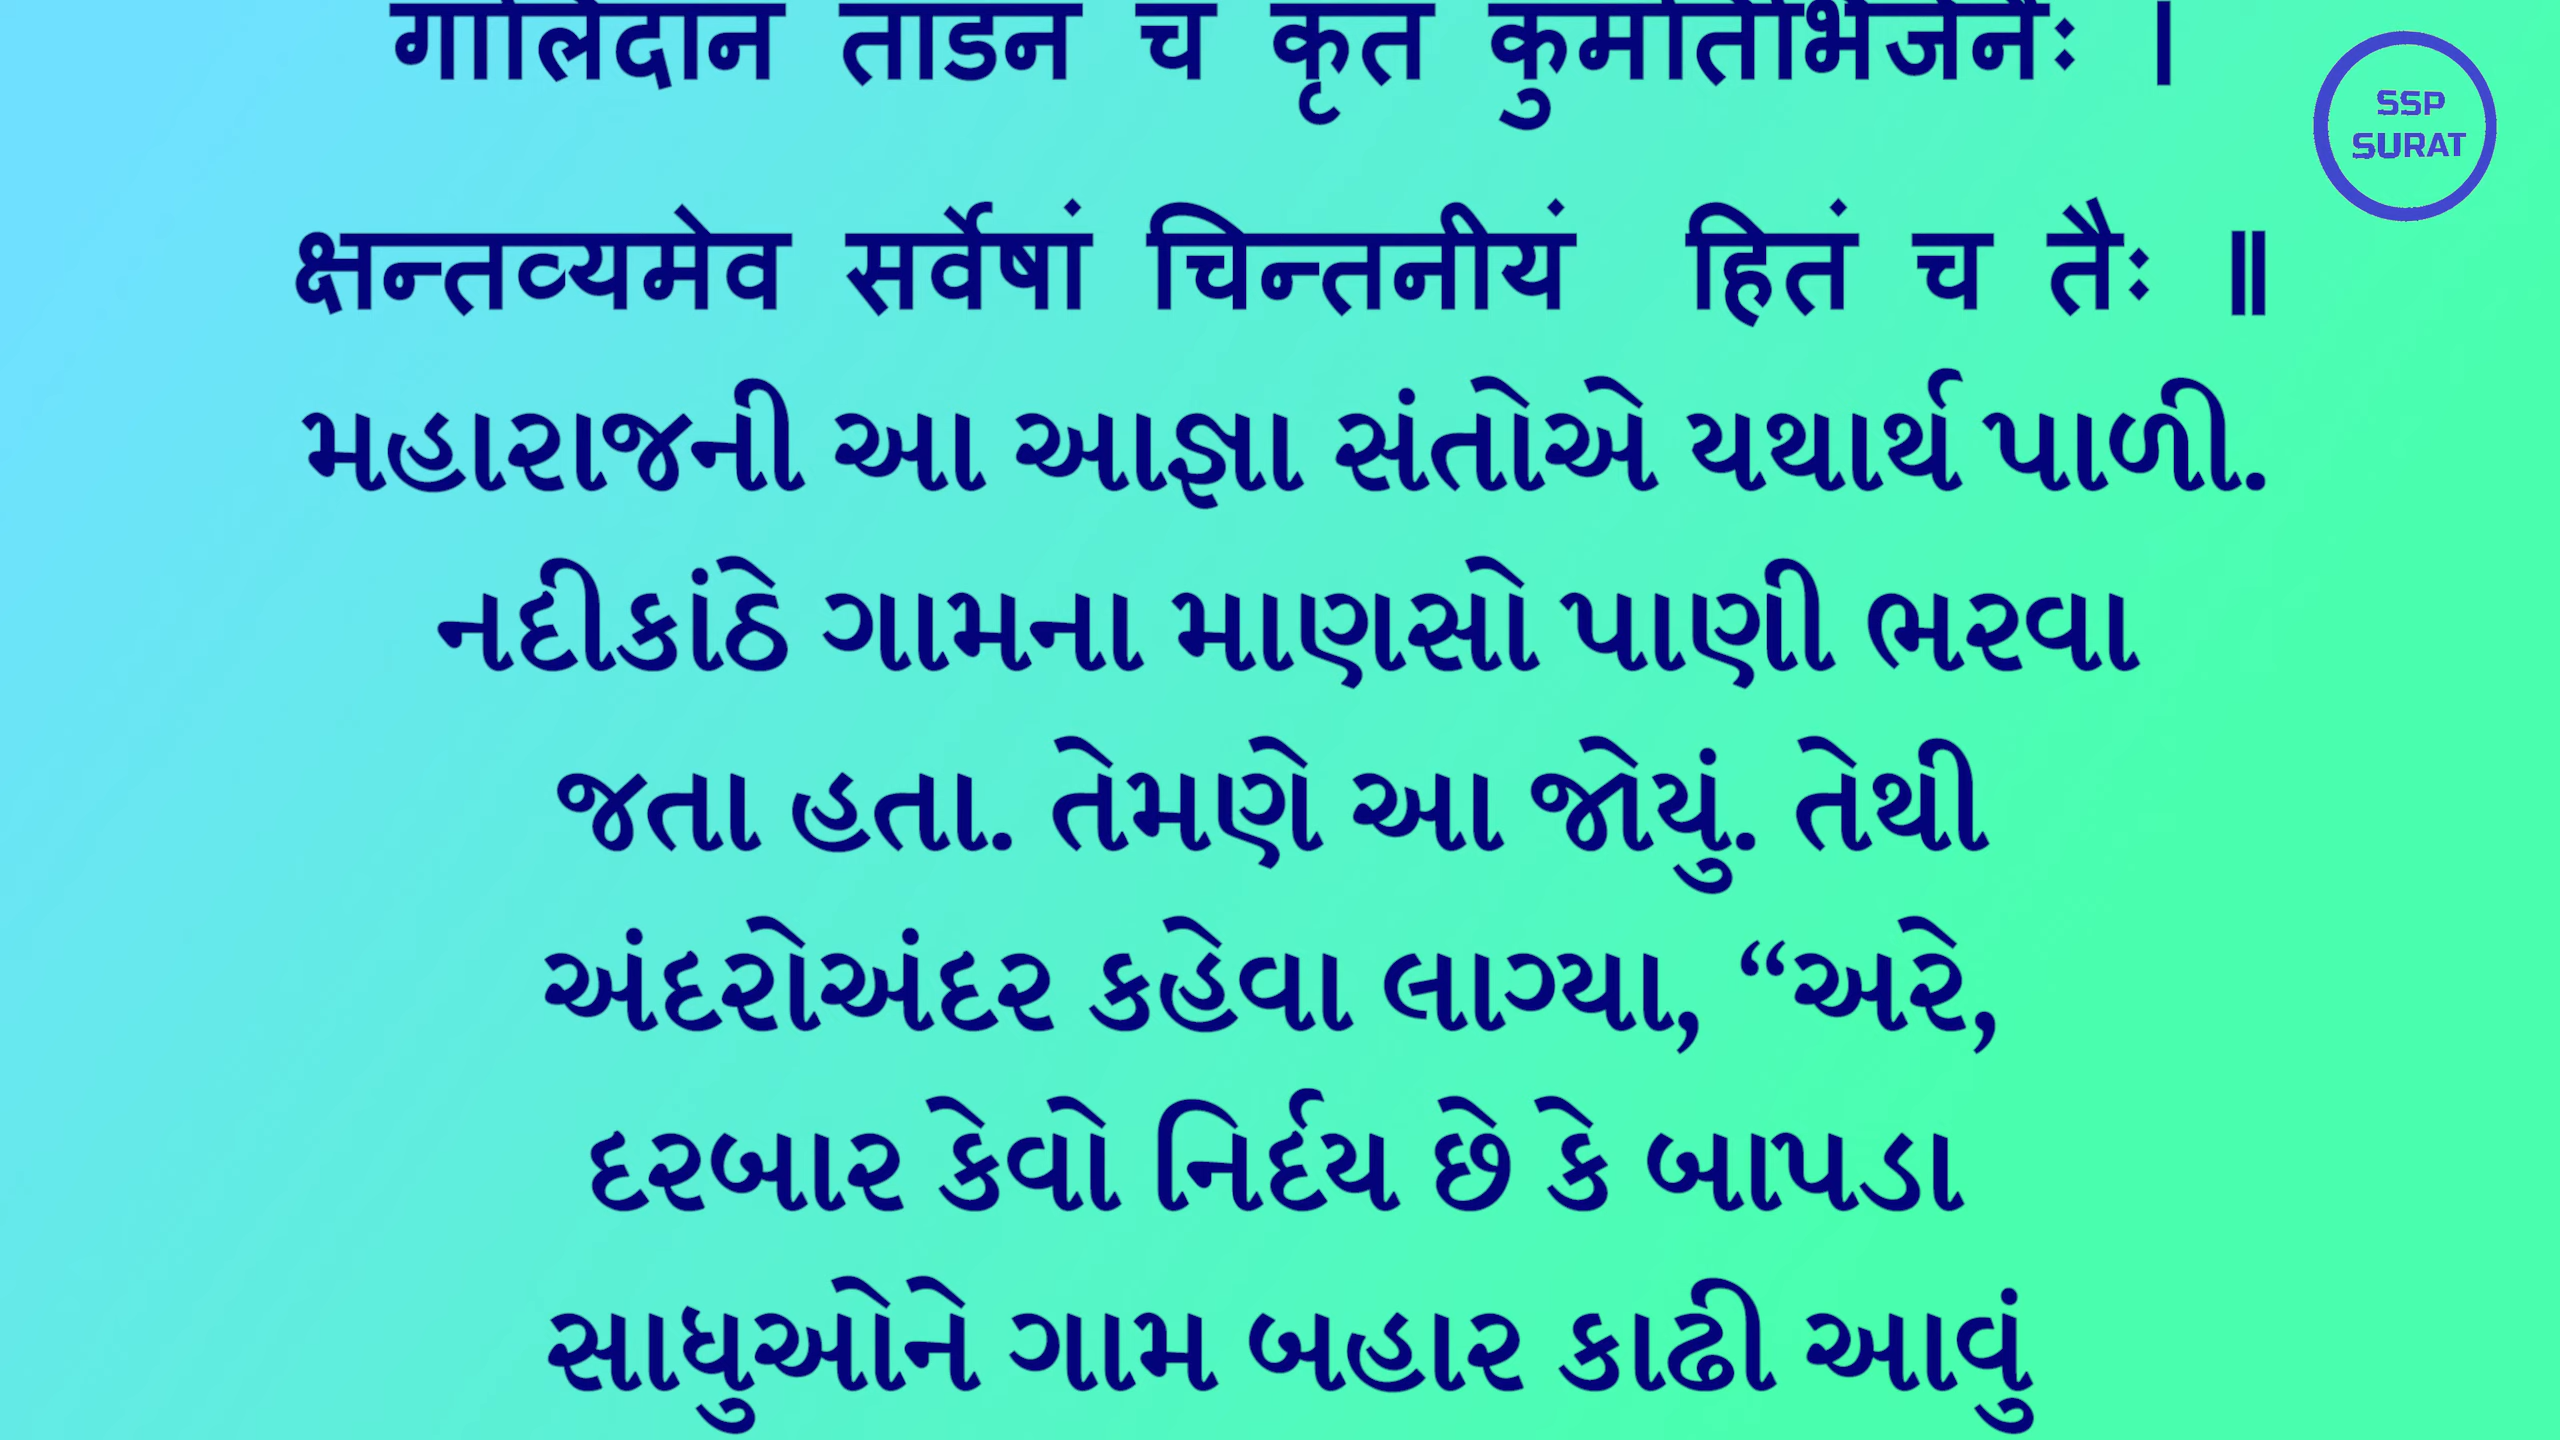 गालिदान ताडन च कृत कुमतिभिर्जनैः ।
SSP
SURAT
क्षन्तव्यमेव सर्वेषां चिन्तनीयं हितं च तैः ॥
મહારાજની આ આજ્ઞા સંતોએ યથાર્થ પાળી.
નદીકાંઠે ગામના માણસો પાણી ભરવા
જતા હતા. તેમણે આ જોયું. તેથી
અંદરોઅંદર કહેવા લાગ્યા, “અરે,
દરબાર કેવો નિર્દય છે કે બાપડા
સાધુઓને ગામ બહાર કાઢી આવું